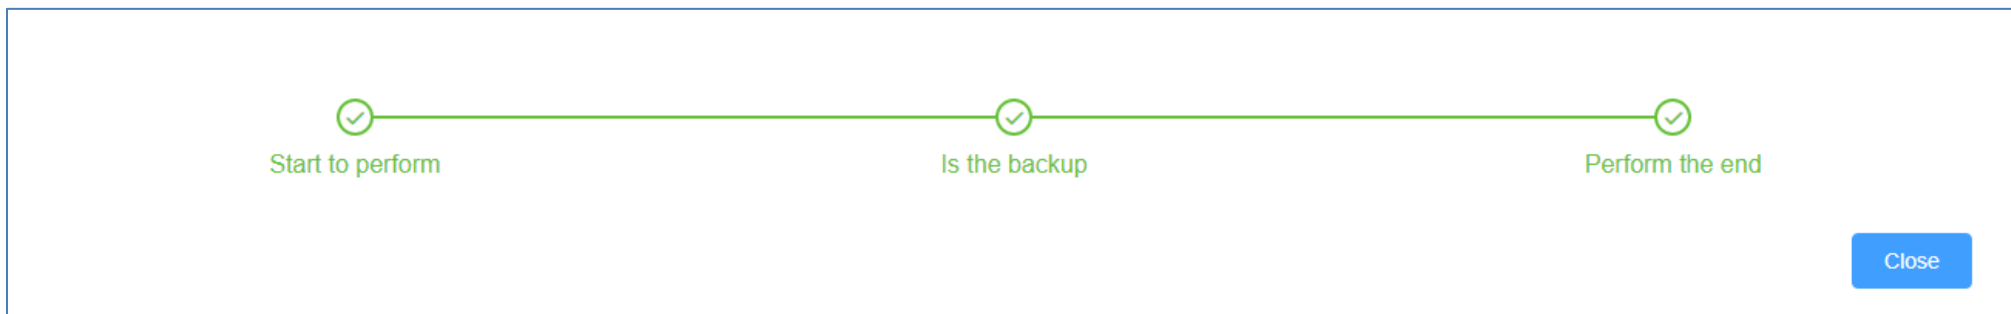 Start to perform
Is the backup
Perform the end
Close